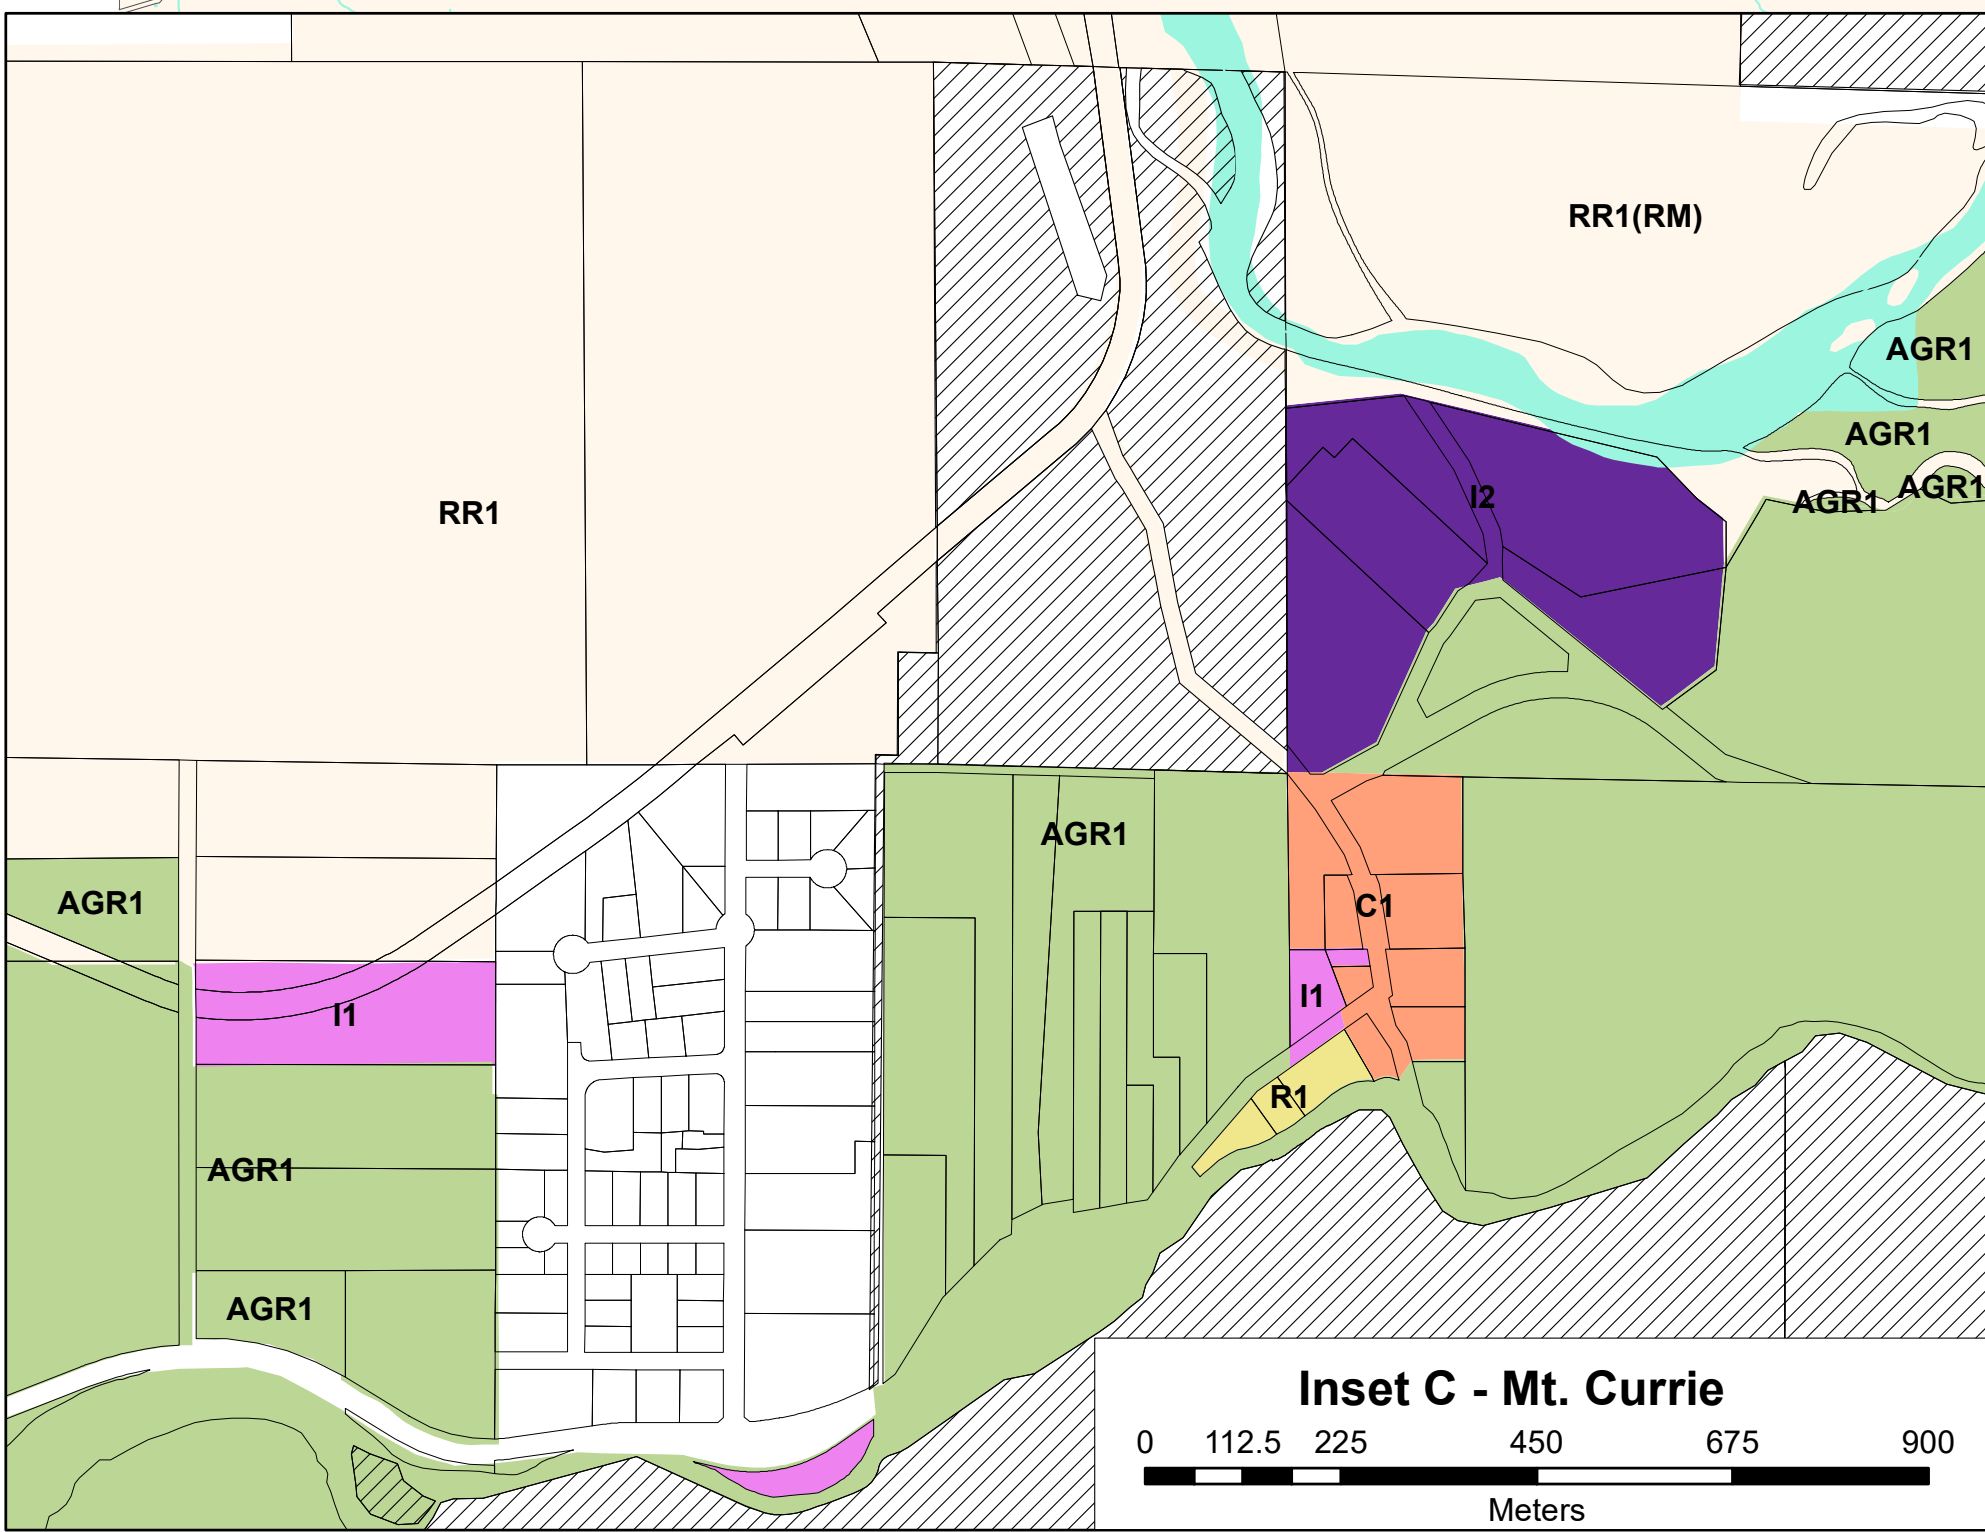 RR1(RM)
AGR1
AGR1
I2
AGR1
AGR1
RR1
AGR1
AGR1
C1
I1
I1
R1
AGR1
AGR1
Inset C - Mt. Currie
0 112.5 225 450 675 900
Meters